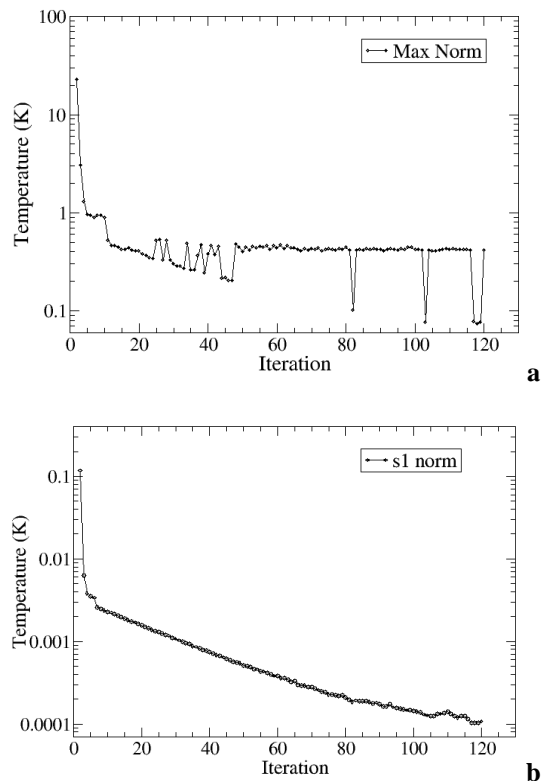 100
Max Norm
10
1
0.1
Temperature (K)
0 20 40 60 80 100 120
Iteration
a
s1 norm
0.1
0.01
0.001
0.0001
Temperature (K)
0 20 40 60 80 100 120
Iteration
b